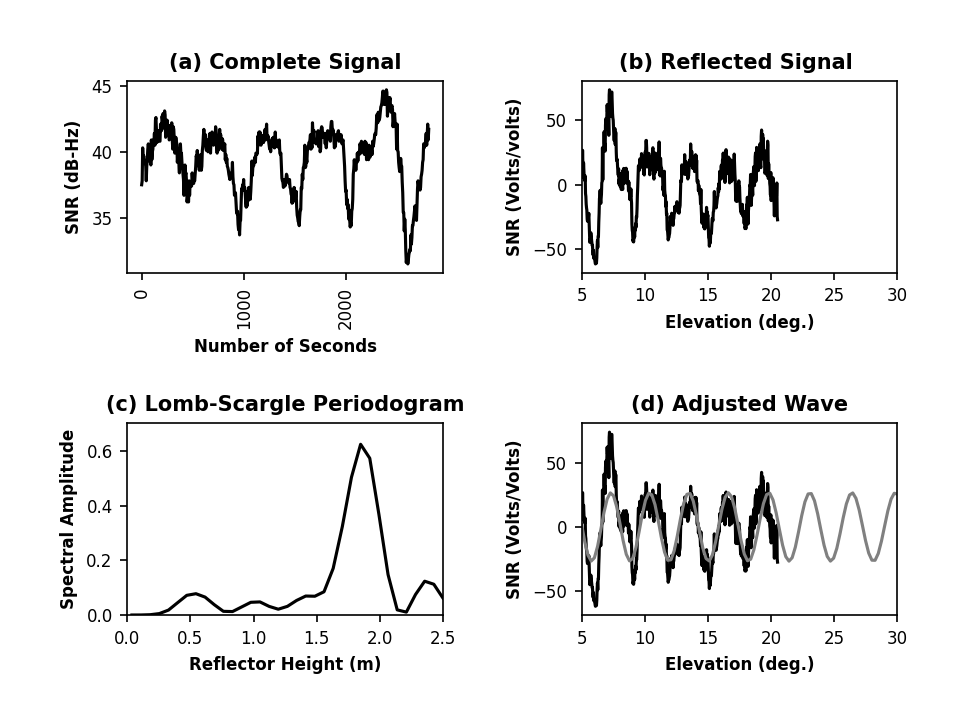 (a) Complete Signal
SNR (dB-Hz)
45
40
35
0
1000
2000
Number of Seconds
(b) Reflected Signal
SNR (Volts/volts)
50
0
−50
5 10 15 20 25 30
Elevation (deg.)
(c) Lomb-Scargle Periodogram
Spectral Amplitude
0.6
0.4
0.2
0.0
0.0 0.5 1.0 1.5 2.0 2.5
Reflector Height (m)
(d) Adjusted Wave
SNR (Volts/Volts)
50
0
−50
5 10 15 20 25 30
Elevation (deg.)